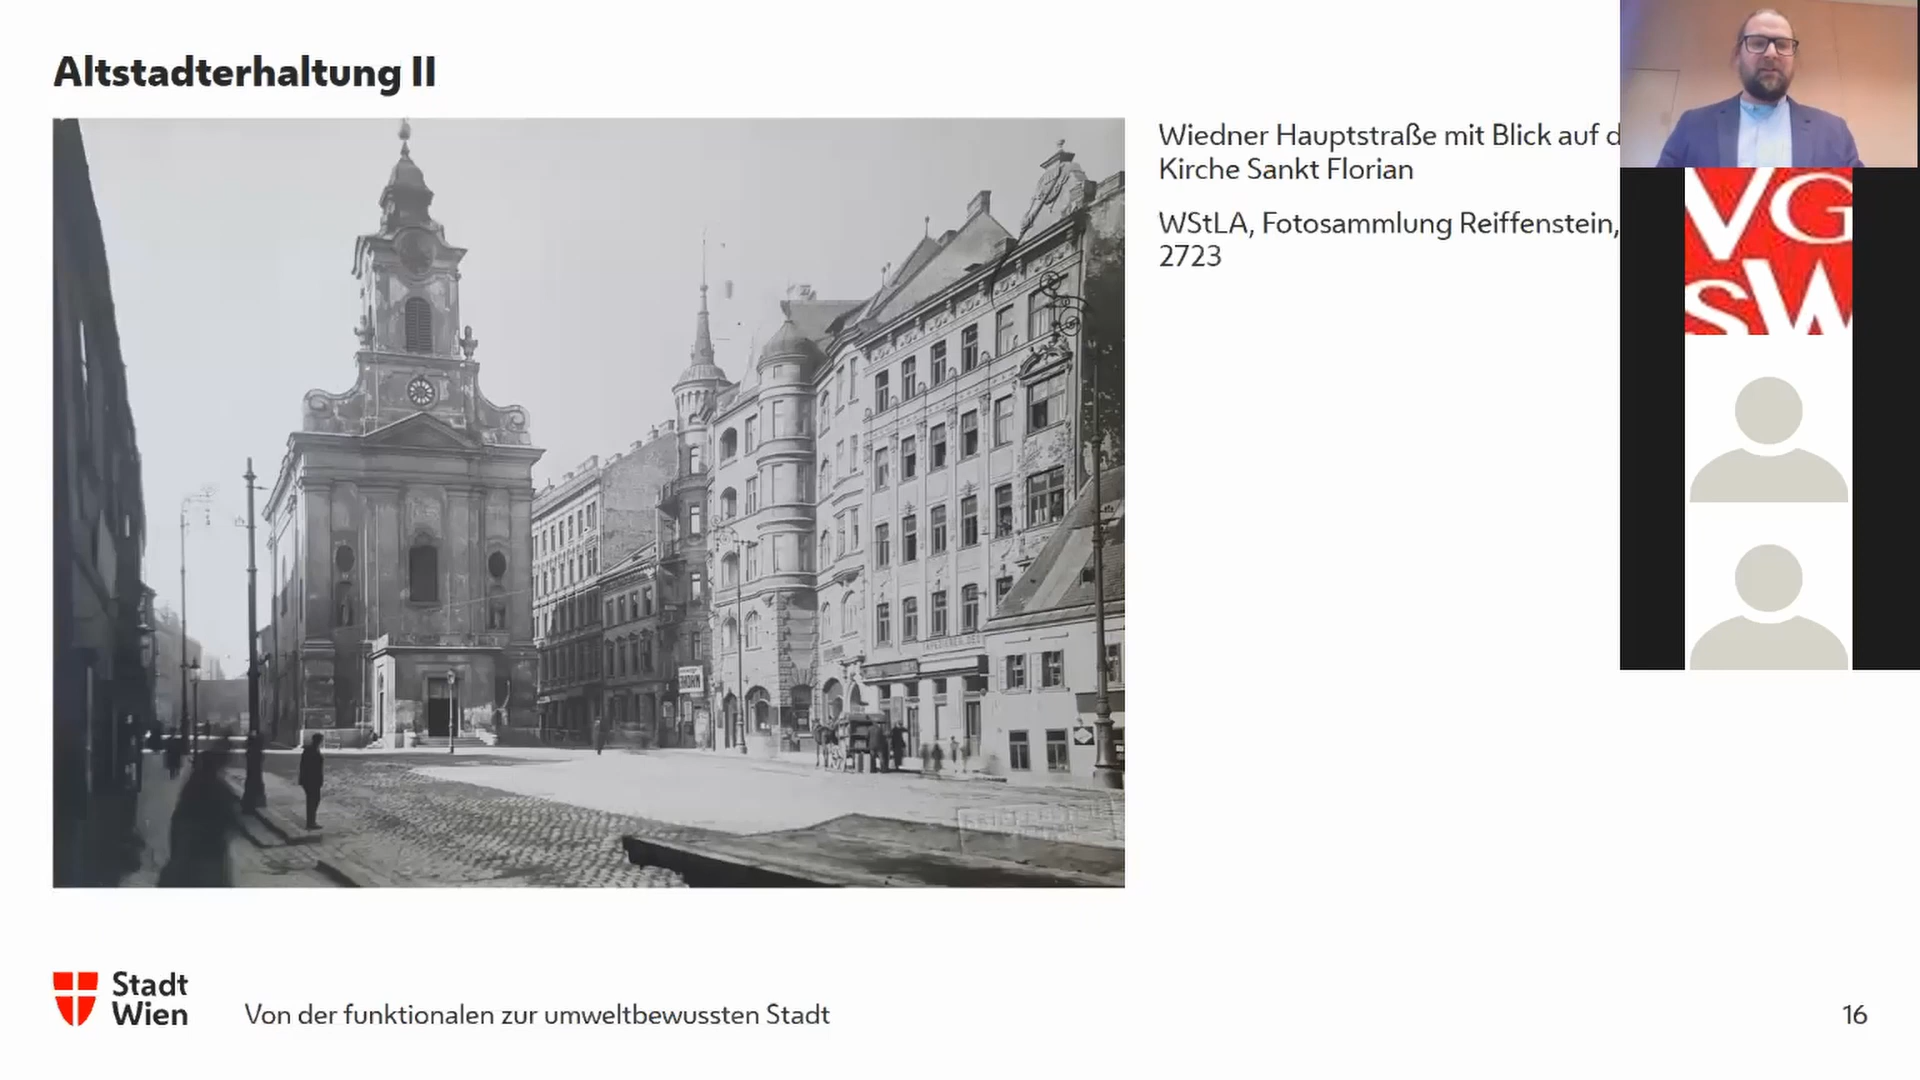 Altstadterhaltung II
Wiedner Hauptstraße mit Blick auf d
Kirche Sankt Florian
WStLA, Fotosammlung Reiffenstein,
2723
VG
SW
Stadt
Wien
Von der funktionalen zur umweltbewussten Stadt
16